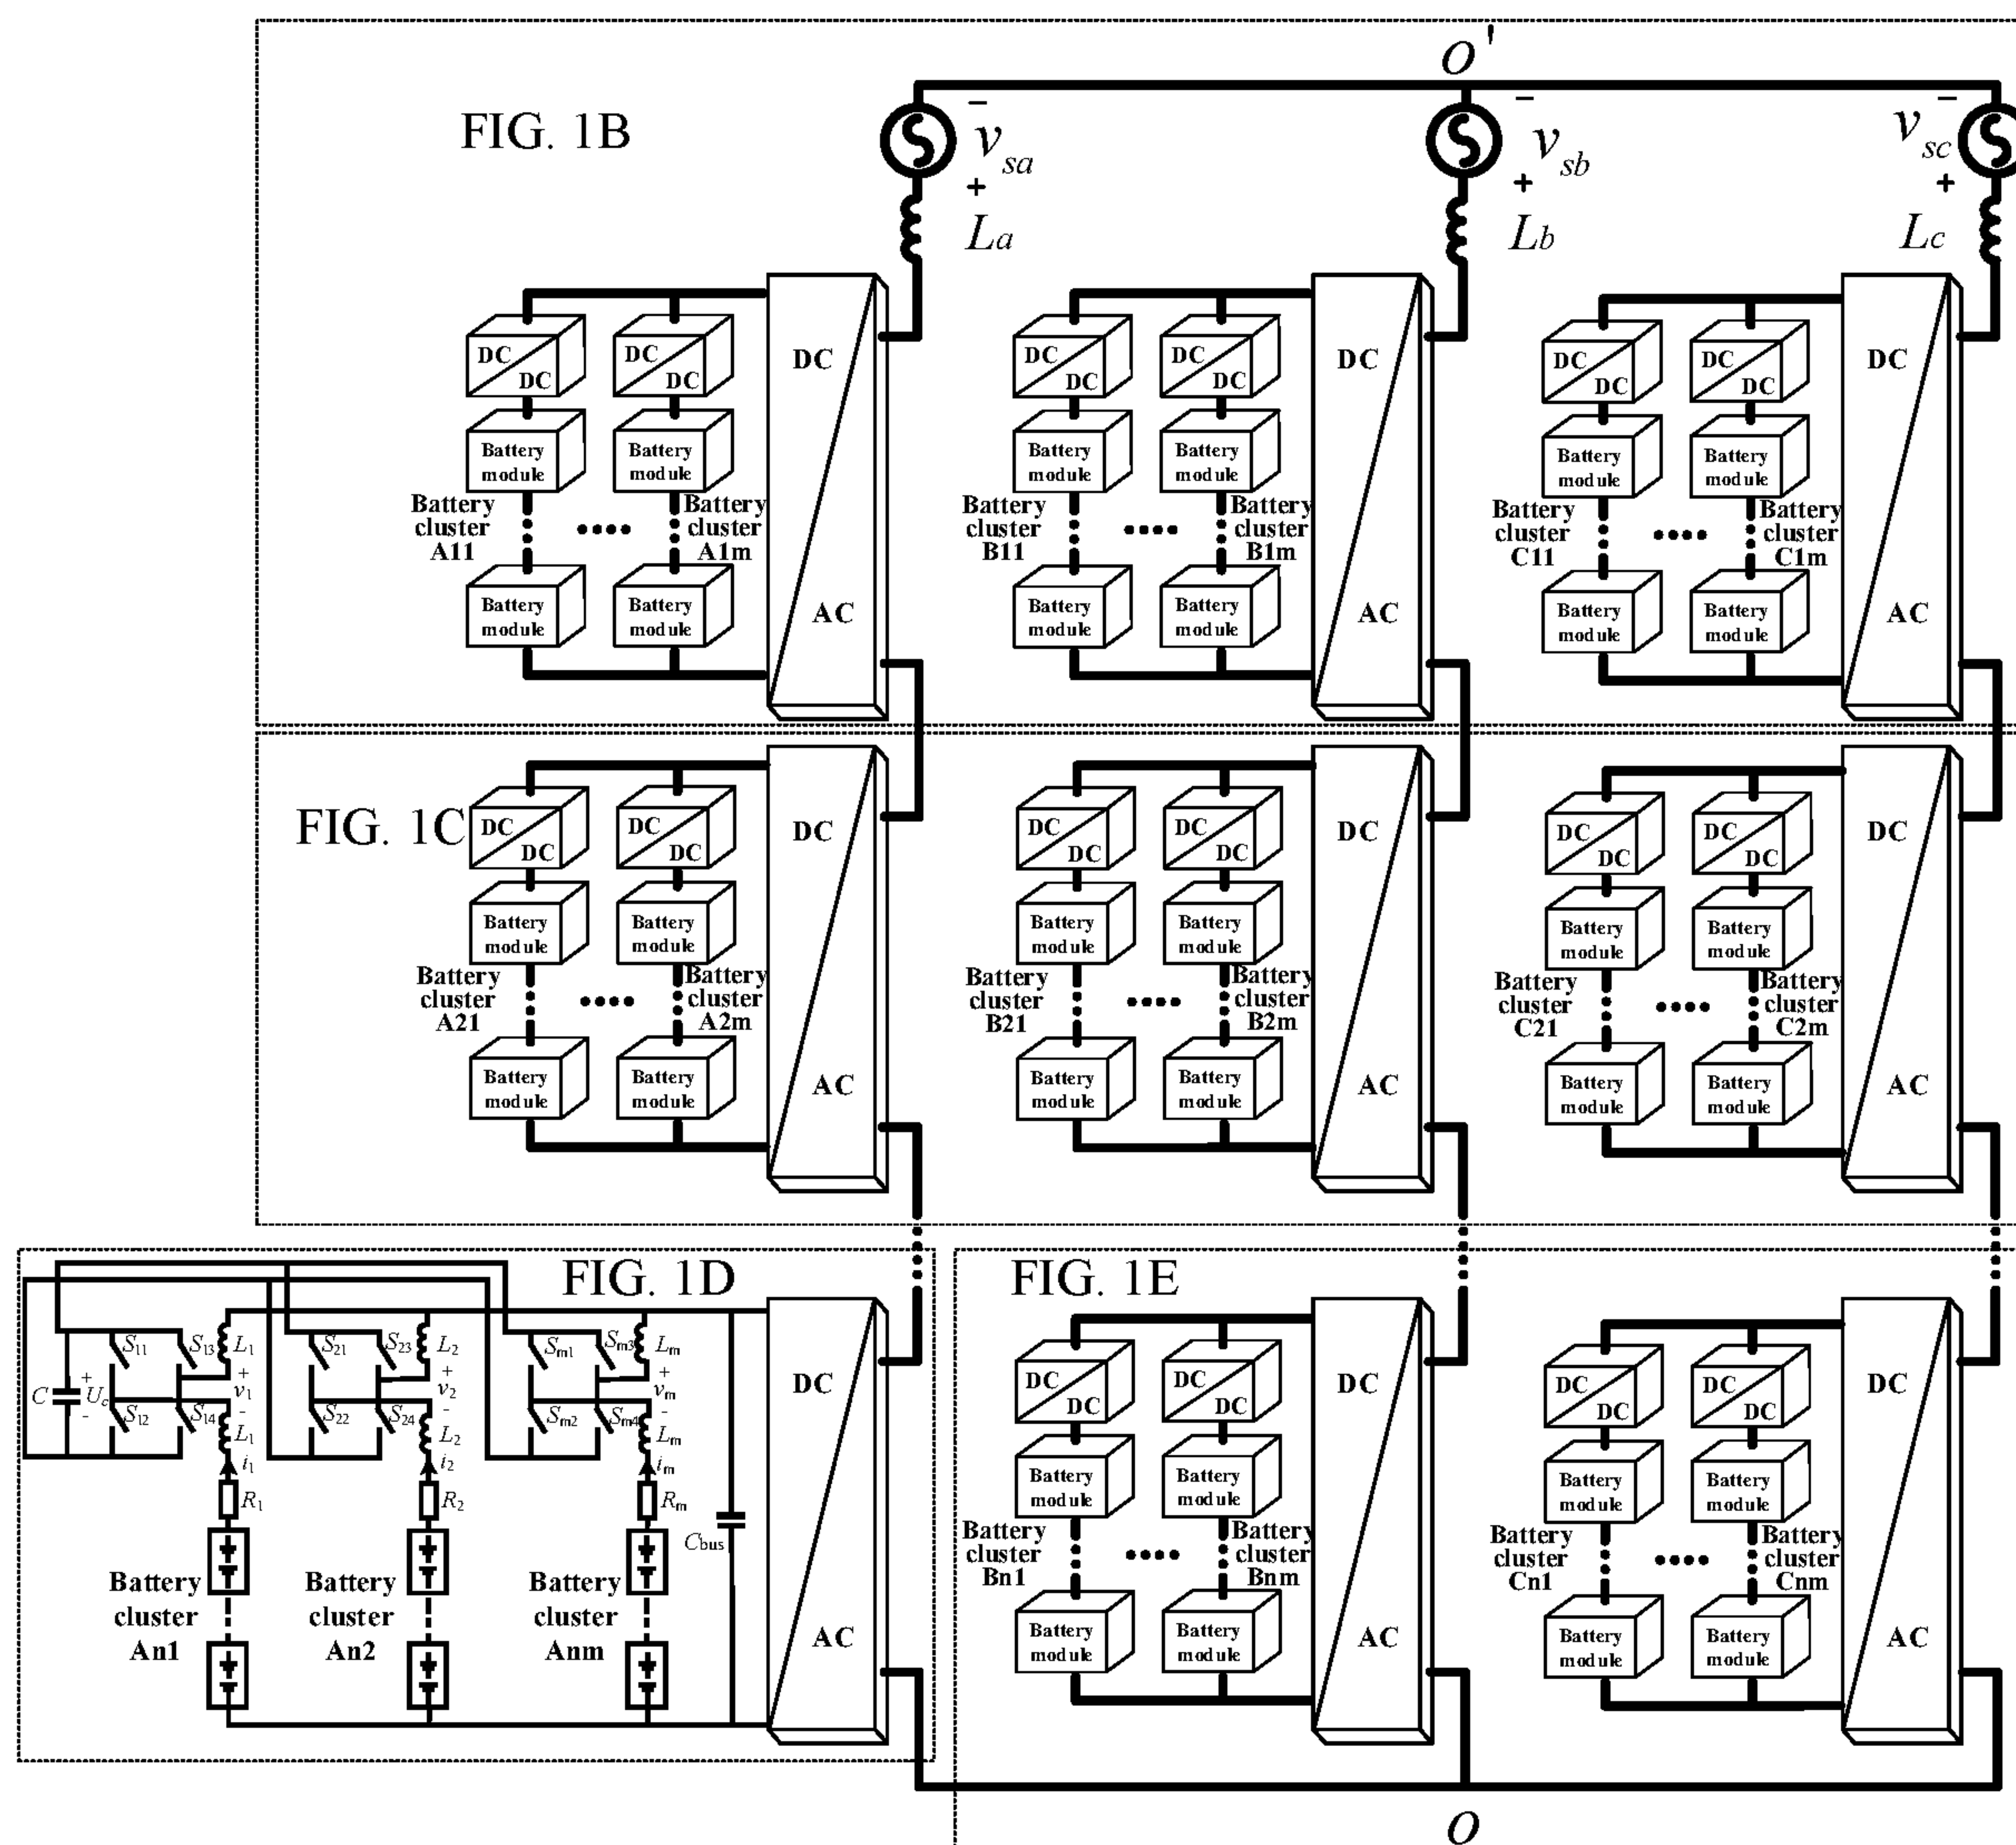 O'
FIG. 1B
− − −
v_sa v_sb v_sc
+ + +
L_a L_b L_c
DC DC DC
DC DC DC DC DC DC
DC DC DC DC DC DC
Battery Battery Battery Battery Battery Battery
module module module module module module
Battery Battery Battery Battery Battery Battery
cluster cluster cluster cluster cluster cluster
A11 A1m B11 B1m C11 C1m
Battery Battery Battery Battery Battery Battery
module module module module module module
AC AC AC
FIG. 1C
DC DC DC
DC DC DC DC DC DC
DC DC DC DC DC DC
Battery Battery Battery Battery Battery Battery
module module module module module module
Battery Battery Battery Battery Battery Battery
cluster cluster cluster cluster cluster cluster
A21 A2m B21 B2m C21 C2m
Battery Battery Battery Battery Battery Battery
module module module module module module
AC AC AC
FIG. 1D
S11 S13 L1 S21 S23 L2 Sm1 Sm3 Lm
+ + + +
C Uc v1 v2 vm
- - - -
S12 S14 L1 S22 S24 L2 Sm2 Sm4 Lm
i1 i2 im
R1 R2 Rm
Cbus
Battery Battery Battery
cluster cluster cluster
An1 An2 Anm
DC
AC
FIG. 1E
DC DC
DC DC DC DC
DC DC DC DC
Battery Battery Battery Battery
module module module module
Battery Battery Battery Battery
cluster cluster cluster cluster
Bn1 Bnm Cn1 Cnm
Battery Battery Battery Battery
module module module module
AC AC
O